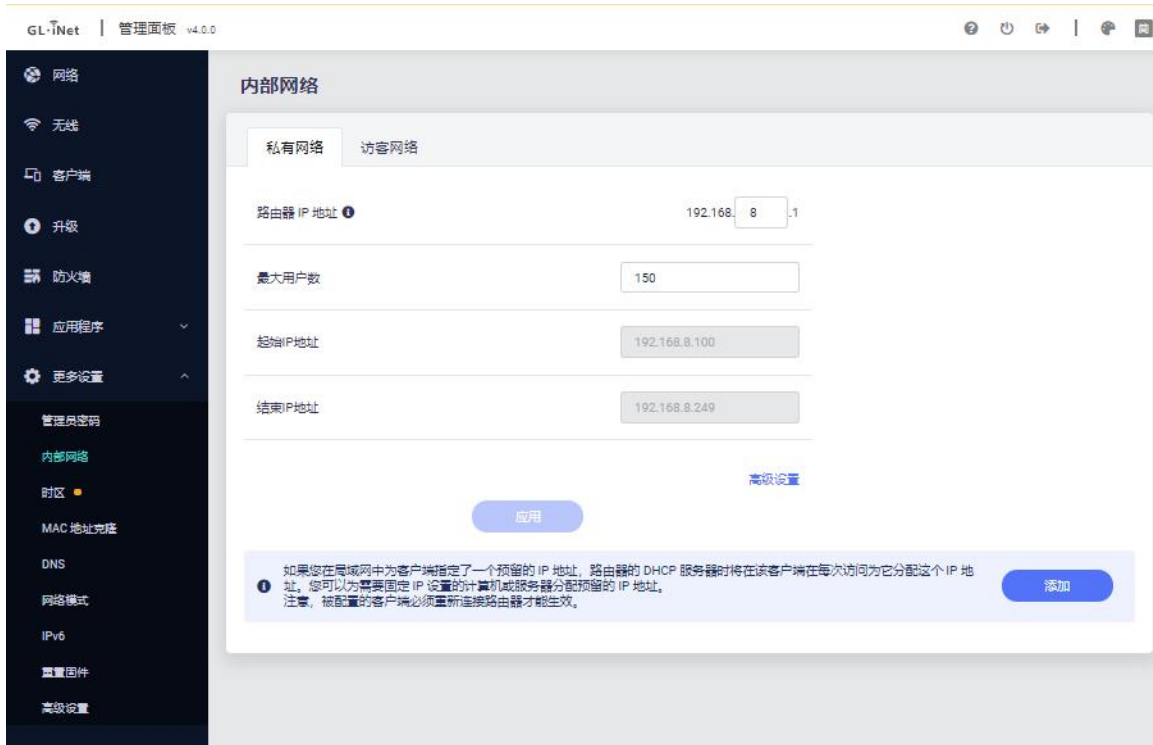 GL·iNet | 管理面板 v4.0.0
简
网络
无线
客户端
升级
防火墙
应用程序
更多设置
管理员密码
内部网络
时区
MAC 地址克隆
DNS
网络模式
IPv6
重置固件
高级设置
内部网络
私有网络 访客网络
路由器 IP 地址 192.168. 8 .1
最大用户数 150
起始IP地址 192.168.8.100
结束IP地址 192.168.8.249
高级设置
应用
如果您在局域网中为客户端指定了一个预留的 IP 地址，路由器的 DHCP 服务器时将在该客户端在每次访问为它分配这个 IP 地
址。您可以为需要固定 IP 设置的计算机或服务器分配预留的 IP 地址。
注意，被配置的客户端必须重新连接路由器才能生效。
添加